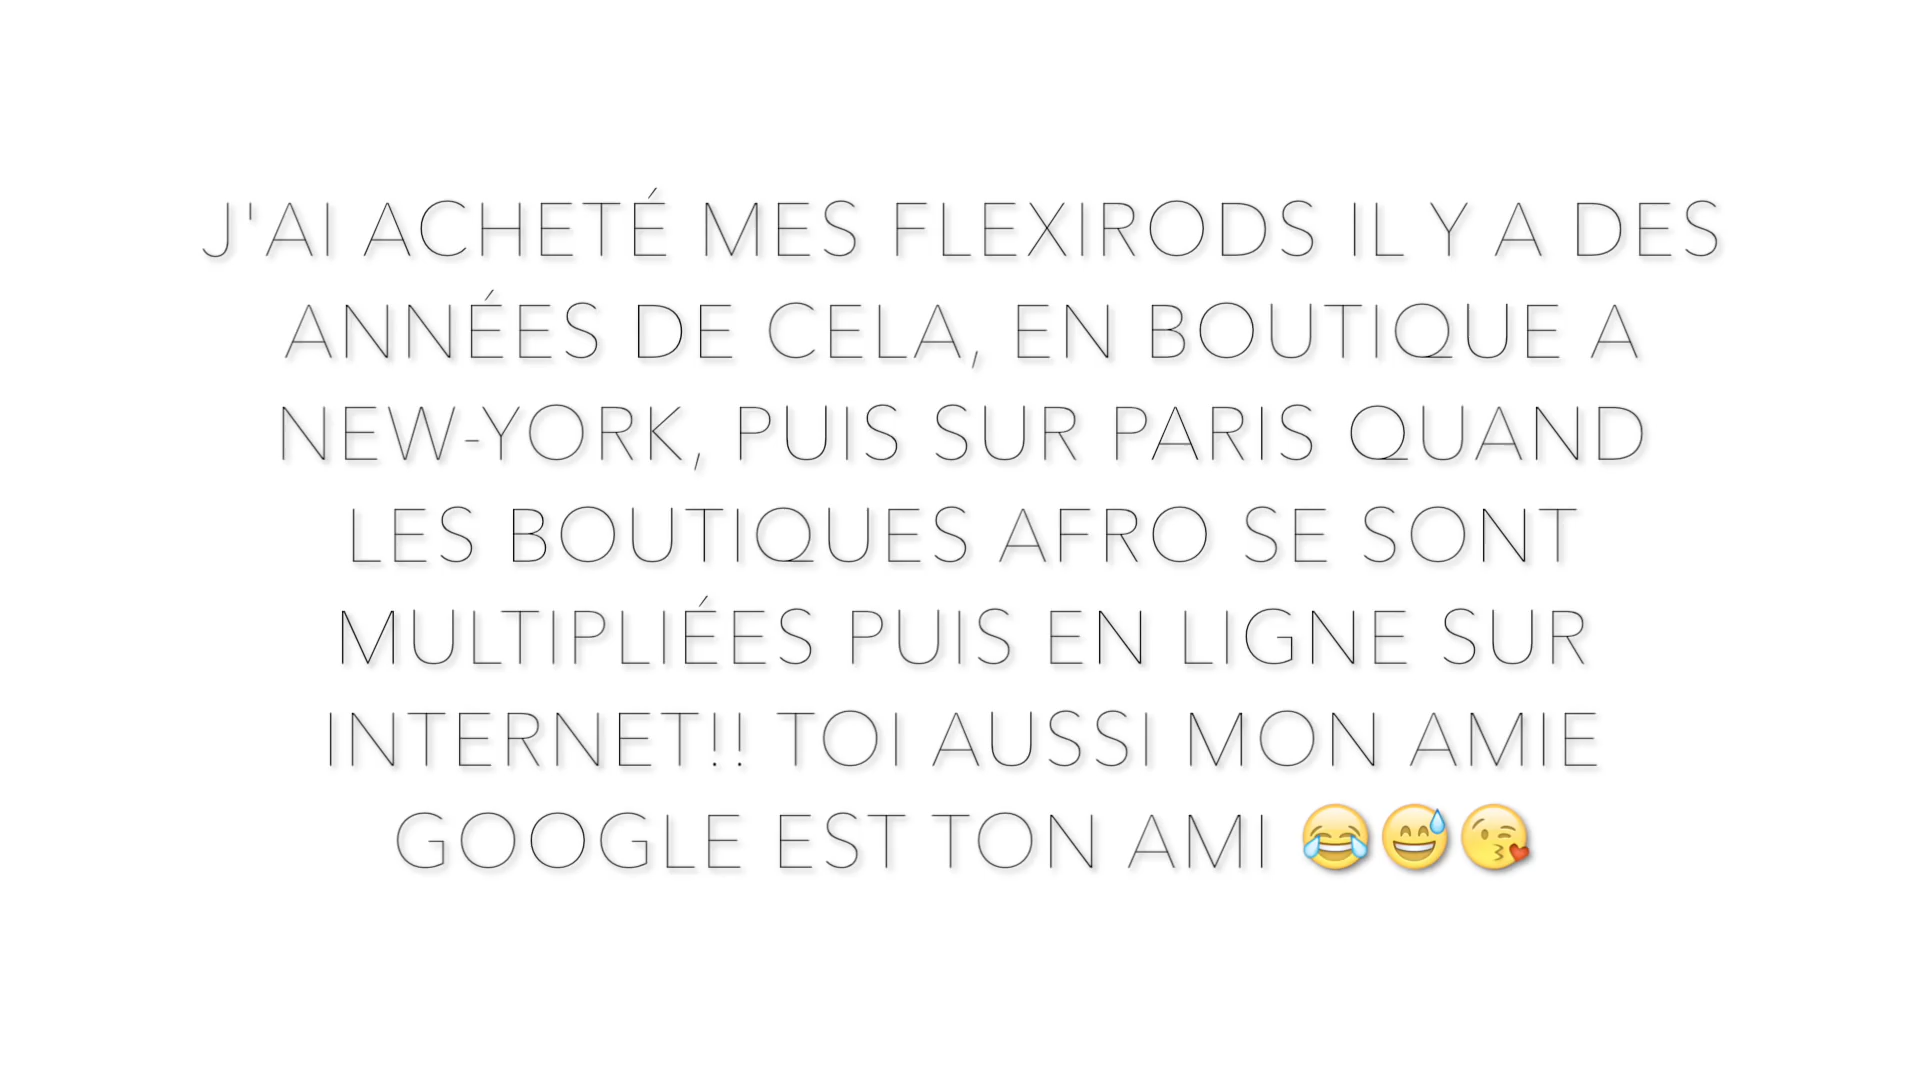 J'AI ACHETÉ MES FLEXIRODS IL Y A DES
ANNÉES DE CELA, EN BOUTIQUE A
NEW-YORK, PUIS SUR PARIS QUAND
LES BOUTIQUES AFRO SE SONT
MULTIPLIÉES PUIS EN LIGNE SUR
INTERNET!! TOI AUSSI MON AMIE
GOOGLE EST TON AMI 😂😅😘